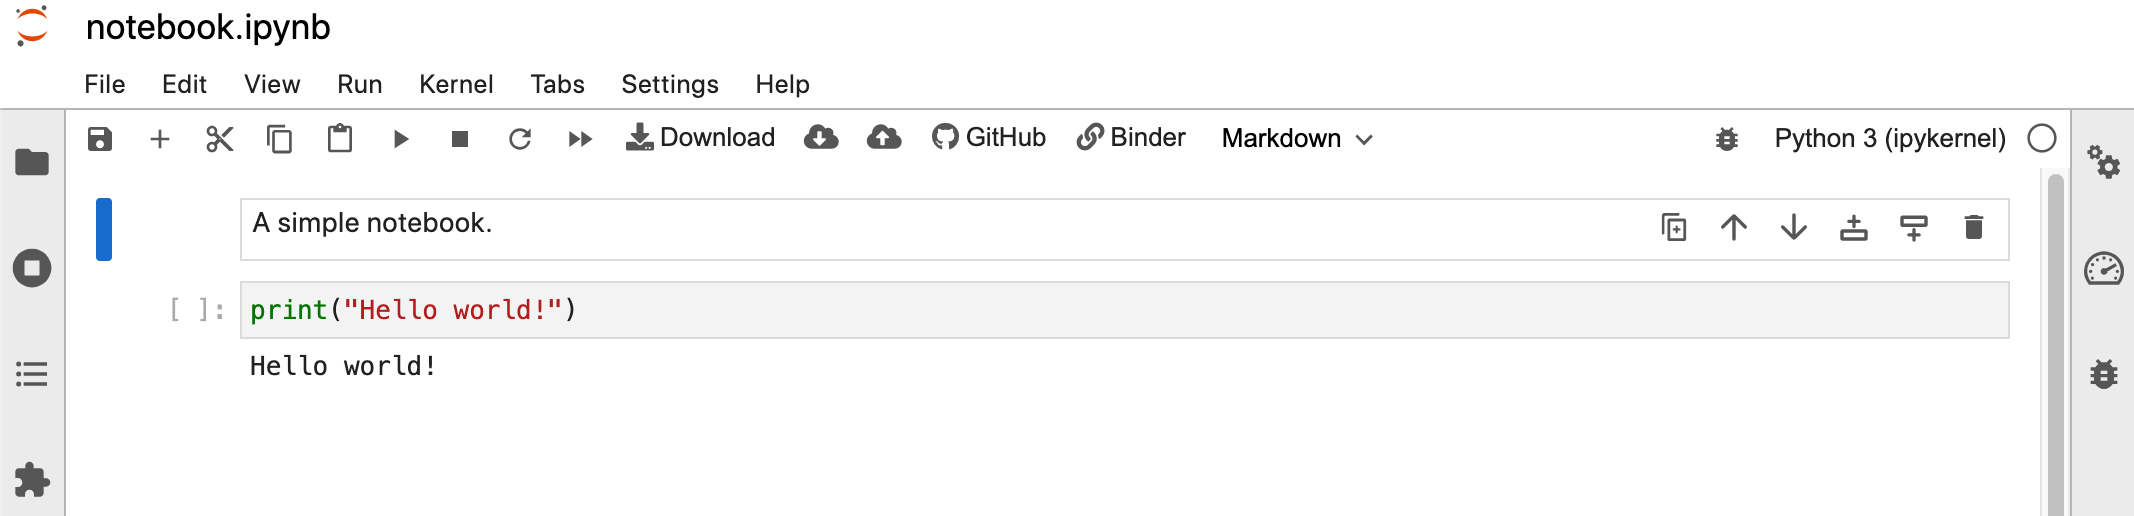 notebook.ipynb
File Edit View Run Kernel Tabs Settings Help
Download GitHub Binder Markdown Python 3 (ipykernel)
A simple notebook.
[ ]: print("Hello world!")
Hello world!